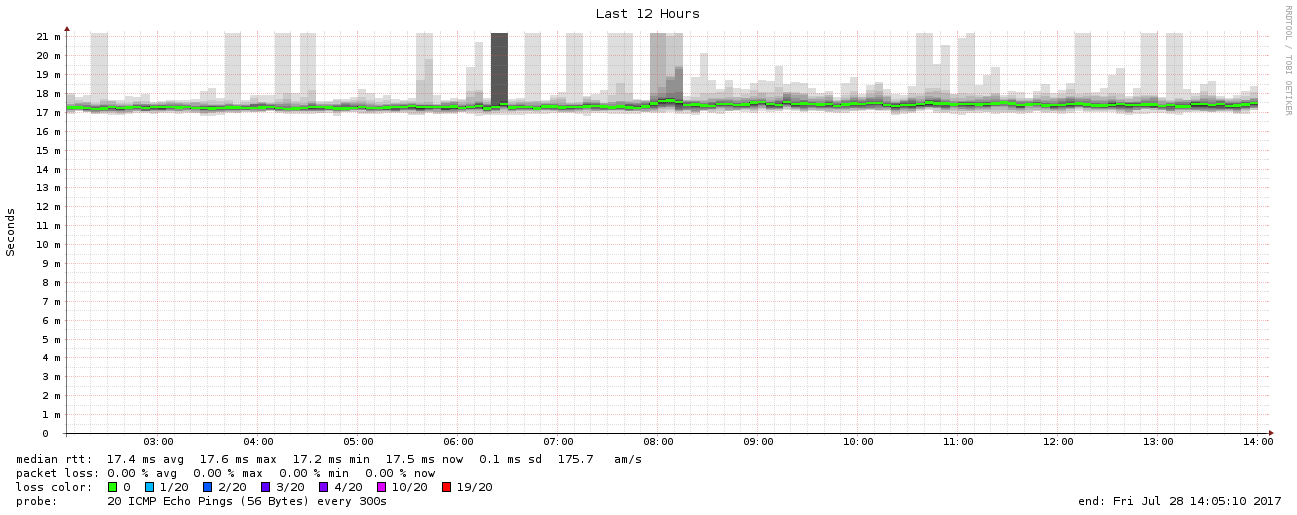 Last 12 Hours
RRDTOOL / TOBI OETIKER
Seconds
21 m
20 m
19 m
18 m
17 m
16 m
15 m
14 m
13 m
12 m
11 m
10 m
9 m
8 m
7 m
6 m
5 m
4 m
3 m
2 m
1 m
0
03:00 04:00 05:00 06:00 07:00 08:00 09:00 10:00 11:00 12:00 13:00 14:00
median rtt: 17.4 ms avg 17.6 ms max 17.2 ms min 17.5 ms now 0.1 ms sd 175.7 am/s
packet loss: 0.00 % avg 0.00 % max 0.00 % min 0.00 % now
loss color: 0 1/20 2/20 3/20 4/20 10/20 19/20
probe: 20 ICMP Echo Pings (56 Bytes) every 300s end: Fri Jul 28 14:05:10 2017